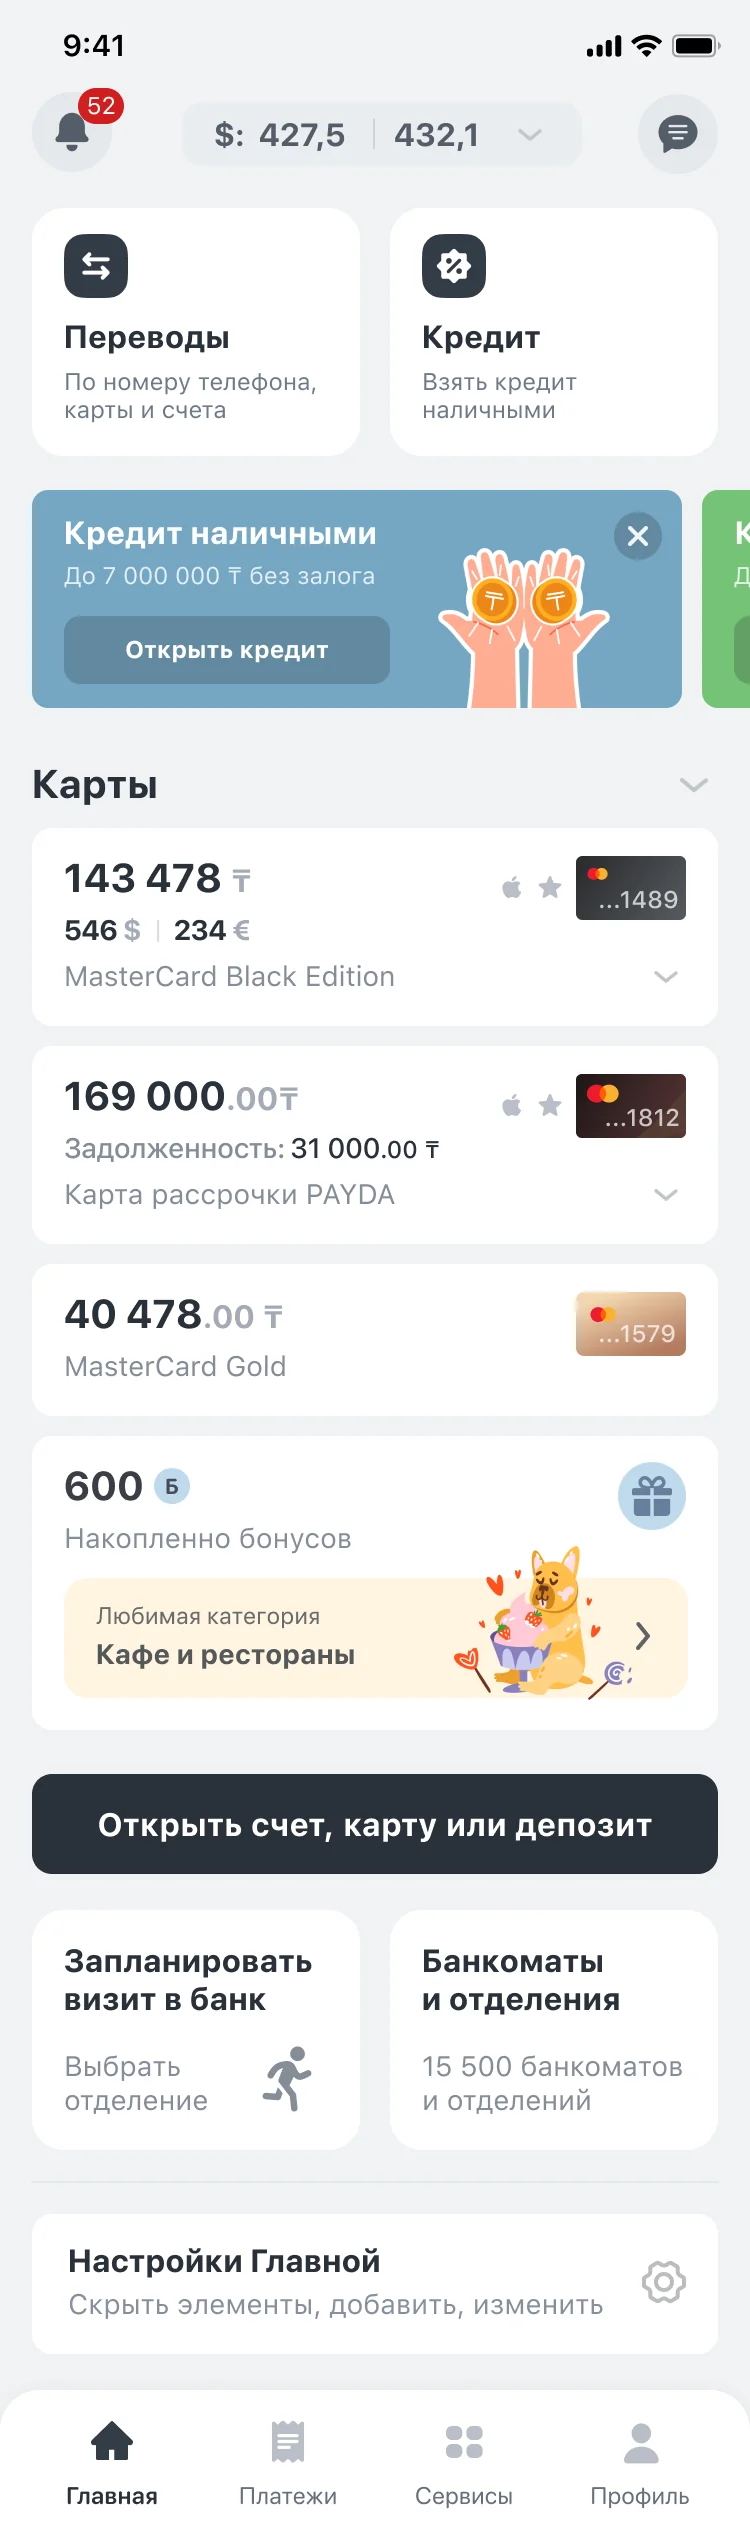 9:41
52
$: 427,5 432,1
Переводы
По номеру телефона,
карты и счета
Кредит
Взять кредит
наличными
Кредит наличными
До 7 000 000 ₸ без залога
Открыть кредит
Карты
143 478 ₸
546 $ 234 €
MasterCard Black Edition
...1489
169 000.00₸
Задолженность: 31 000.00 ₸
Карта рассрочки PAYDA
...1812
40 478.00 ₸
MasterCard Gold
...1579
600 Б
Накопленно бонусов
Любимая категория
Кафе и рестораны
Открыть счет, карту или депозит
Запланировать
визит в банк
Выбрать
отделение
Банкоматы
и отделения
15 500 банкоматов
и отделений
Настройки Главной
Скрыть элементы, добавить, изменить
Главная
Платежи
Сервисы
Профиль